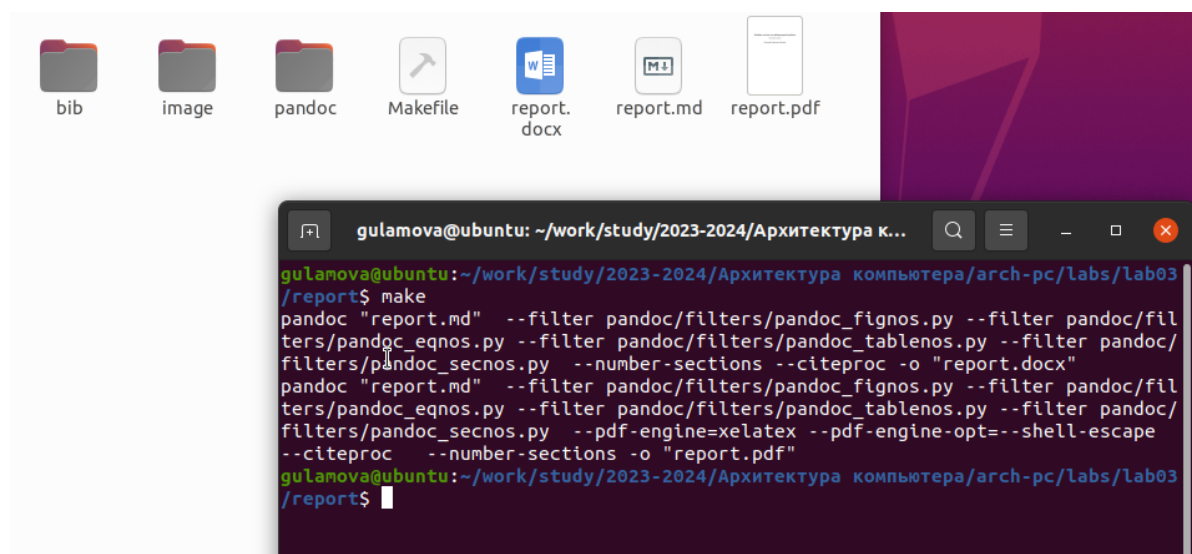 bib
image
pandoc
Makefile
report.
docx
report.md
report.pdf
gulamova@ubuntu: ~/work/study/2023-2024/Архитектура к...
gulamova@ubuntu:~/work/study/2023-2024/Архитектура компьютера/arch-pc/labs/lab03
/report$ make
pandoc "report.md"  --filter pandoc/filters/pandoc_fignos.py --filter pandoc/fil
ters/pandoc_eqnos.py --filter pandoc/filters/pandoc_tablenos.py --filter pandoc/
filters/pandoc_secnos.py  --number-sections --citeproc -o "report.docx"
pandoc "report.md"  --filter pandoc/filters/pandoc_fignos.py --filter pandoc/fil
ters/pandoc_eqnos.py --filter pandoc/filters/pandoc_tablenos.py --filter pandoc/
filters/pandoc_secnos.py  --pdf-engine=xelatex --pdf-engine-opt=--shell-escape
--citeproc   --number-sections -o "report.pdf"
gulamova@ubuntu:~/work/study/2023-2024/Архитектура компьютера/arch-pc/labs/lab03
/report$